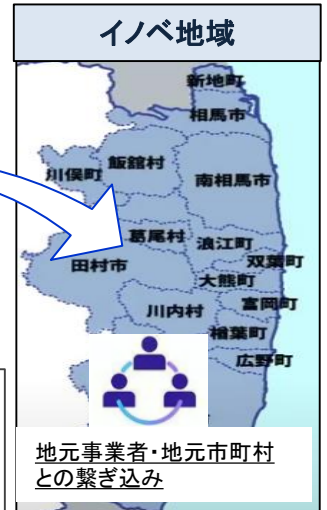 イノベ地域
新地町
相馬市
飯舘村
川俣町
南相馬市
葛尾村
浪江町
双葉町
田村市
大熊町
富岡町
川内村
楢葉町
広野町
地元事業者・地元市町村
との繋ぎ込み